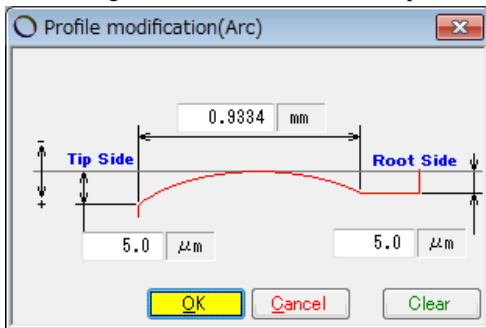 Profile modification(Arc)
0.9334 mm
-
Tip Side Root Side
+
5.0 μm 5.0 μm
OK Cancel Clear